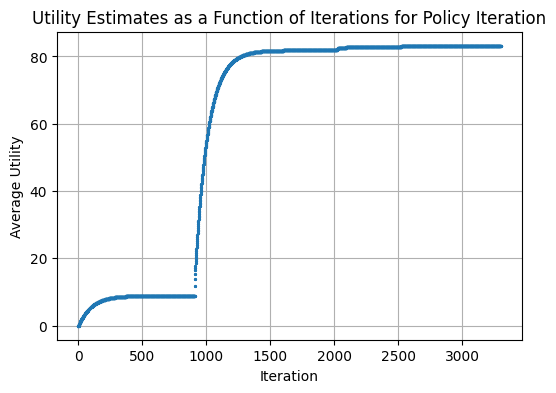 Utility Estimates as a Function of Iterations for Policy Iteration
80
60
40
20
0
Average Utility
0 500 1000 1500 2000 2500 3000
Iteration